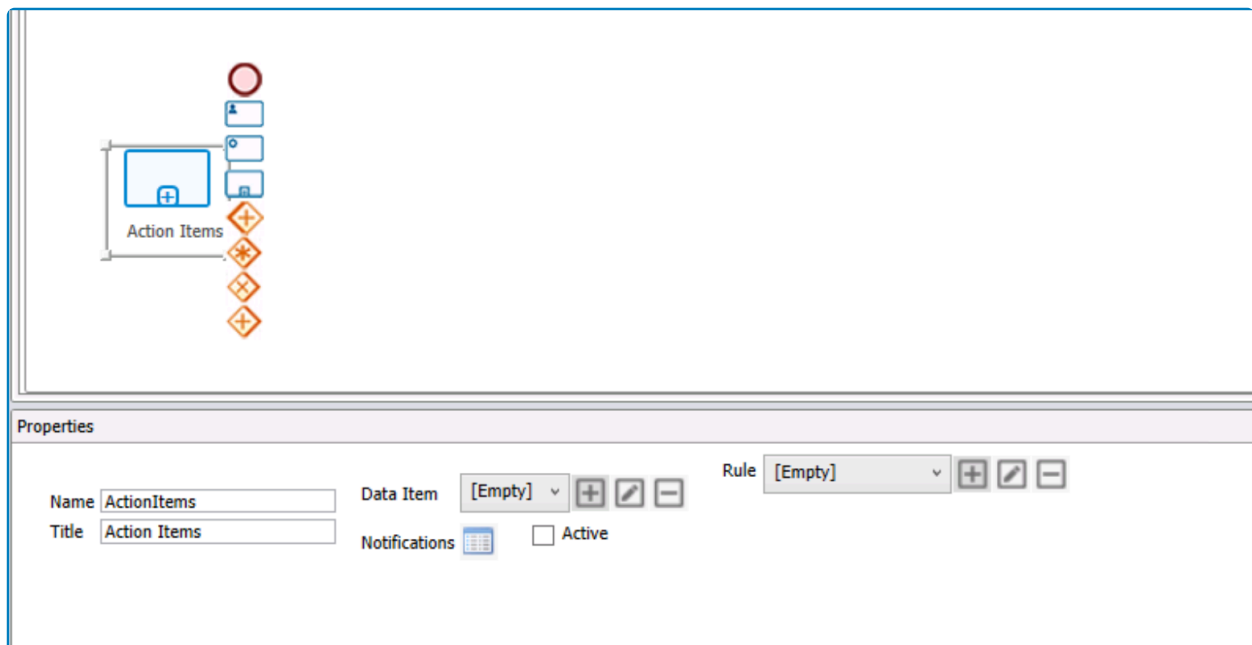 Action Items
Properties
Name ActionItems
Title Action Items
Data Item [Empty]
Notifications Active
Rule [Empty]